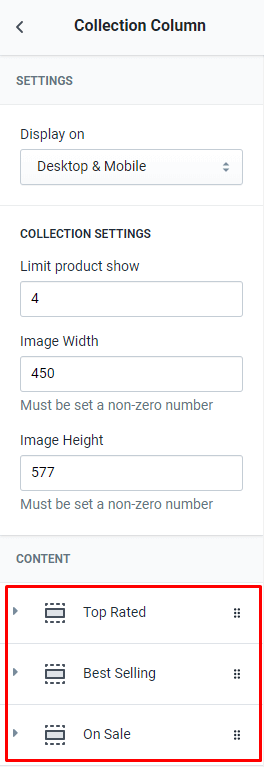 Collection Column
SETTINGS
Display on
Desktop & Mobile
COLLECTION SETTINGS
Limit product show
4
Image Width
450
Must be set a non-zero number
Image Height
577
Must be set a non-zero number
CONTENT
Top Rated
Best Selling
On Sale